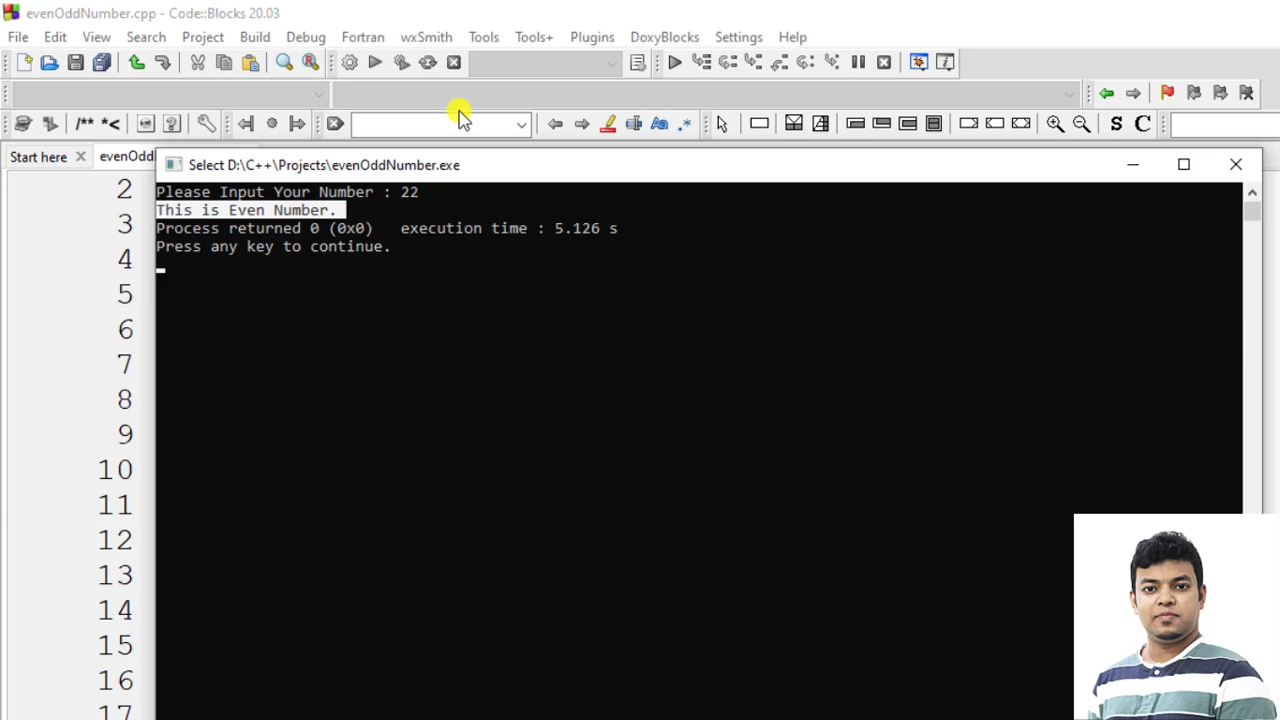 evenOddNumber.cpp - Code::Blocks 20.03
File Edit View Search Project Build Debug Fortran wxSmith Tools Tools+ Plugins DoxyBlocks Settings Help
/** *< Aa .* S C
Start here evenOdd
Select D:\C++\Projects\evenOddNumber.exe
2
3
4
5
6
7
8
9
10
11
12
13
14
15
16
17
Please Input Your Number : 22
This is Even Number.
Process returned 0 (0x0) execution time : 5.126 s
Press any key to continue.